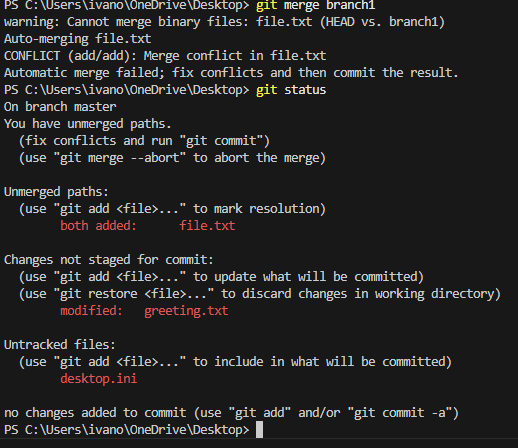 PS C:\Users\ivano\OneDrive\Desktop> git merge branch1
warning: Cannot merge binary files: file.txt (HEAD vs. branch1)
Auto-merging file.txt
CONFLICT (add/add): Merge conflict in file.txt
Automatic merge failed; fix conflicts and then commit the result.
PS C:\Users\ivano\OneDrive\Desktop> git status
On branch master
You have unmerged paths.
  (fix conflicts and run "git commit")
  (use "git merge --abort" to abort the merge)

Unmerged paths:
  (use "git add <file>..." to mark resolution)
        both added:      file.txt

Changes not staged for commit:
  (use "git add <file>..." to update what will be committed)
  (use "git restore <file>..." to discard changes in working directory)
        modified:   greeting.txt

Untracked files:
  (use "git add <file>..." to include in what will be committed)
        desktop.ini

no changes added to commit (use "git add" and/or "git commit -a")
PS C:\Users\ivano\OneDrive\Desktop>